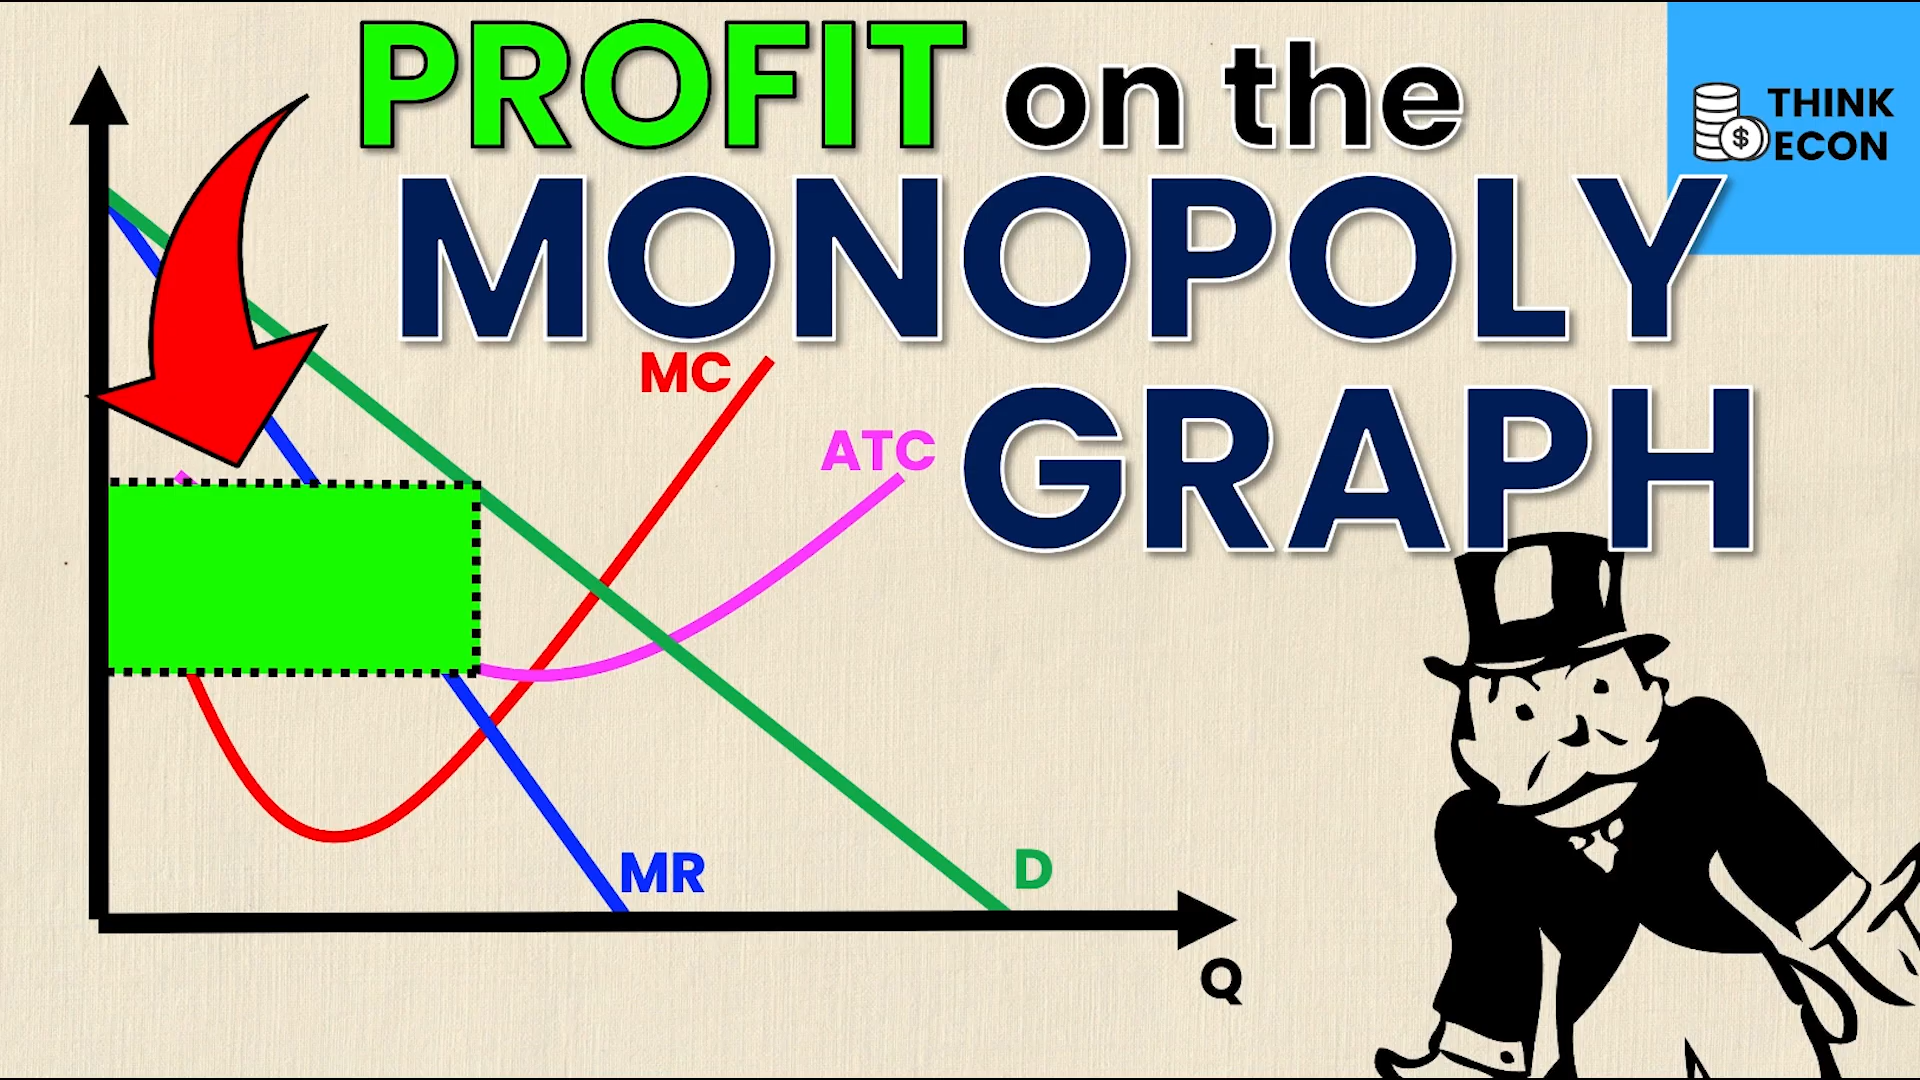 PROFIT on the
MONOPOLY
GRAPH
THINK
ECON
$
MC
ATC
MR
D
Q